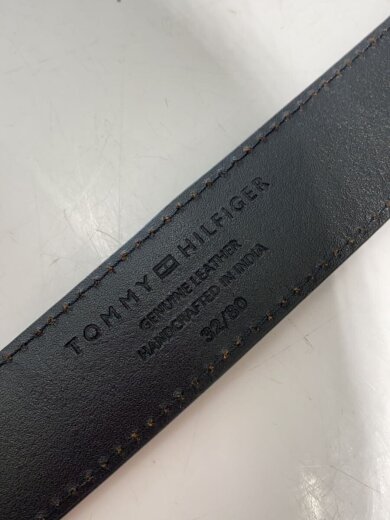 TOMMY HILFIGER
GENUINE LEATHER
HANDCRAFTED IN INDIA
32/80